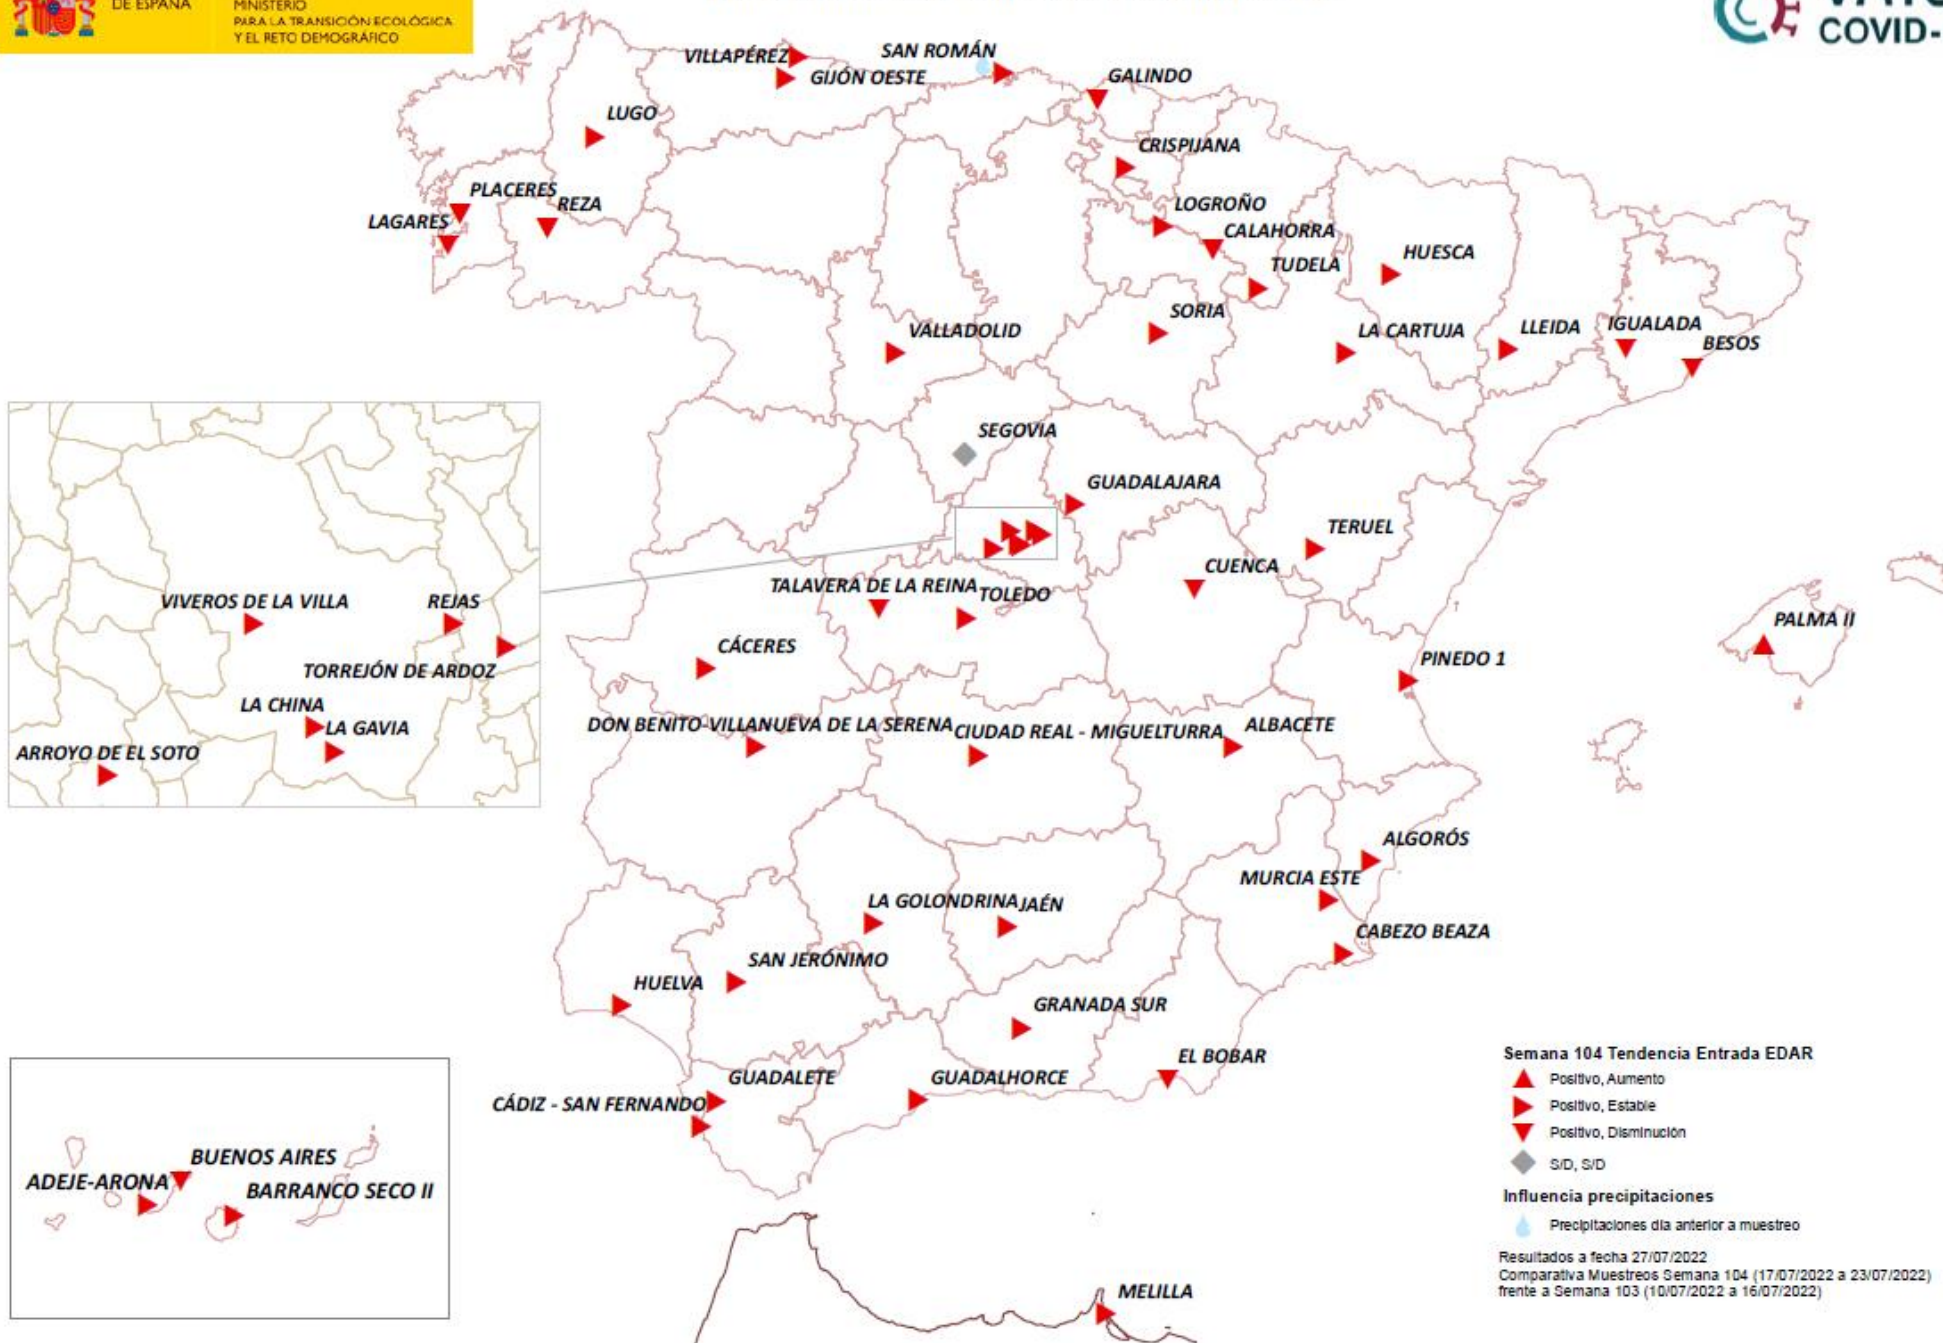 DE ESPAÑA
MINISTERIO
PARA LA TRANSICIÓN ECOLÓGICA
Y EL RETO DEMOGRÁFICO
COVID-
VILLAPÉREZ
SAN ROMÁN
GIJÓN OESTE
GALINDO
LUGO
CRISPIJANA
PLACERES
REZA
LAGARES
LOGROÑO
CALAHORRA
TUDELA
HUESCA
SORIA
VALLADOLID
LA CARTUJA
LLEIDA
IGUALADA
BESOS
SEGOVIA
GUADALAJARA
TERUEL
CUENCA
TALAVERA DE LA REINA
TOLEDO
VIVEROS DE LA VILLA
REJAS
TORREJÓN DE ARDOZ
LA CHINA
LA GAVIA
ARROYO DE EL SOTO
PALMA II
CÁCERES
PINEDO 1
DON BENITO-VILLANUEVA DE LA SERENA
CIUDAD REAL - MIGUELTURRA
ALBACETE
ALGORÓS
MURCIA ESTE
LA GOLONDRINA
JAÉN
CABEZO BEAZA
SAN JERÓNIMO
HUELVA
GRANADA SUR
EL BOBAR
GUADALETE
GUADALHORCE
CÁDIZ - SAN FERNANDO
BUENOS AIRES
ADEJE-ARONA
BARRANCO SECO II
MELILLA
Semana 104 Tendencia Entrada EDAR
Positivo, Aumento
Positivo, Estable
Positivo, Disminución
S/D, S/D
Influencia precipitaciones
Precipitaciones día anterior a muestreo
Resultados a fecha 27/07/2022
Comparativa Muestreos Semana 104 (17/07/2022 a 23/07/2022)
frente a Semana 103 (10/07/2022 a 16/07/2022)